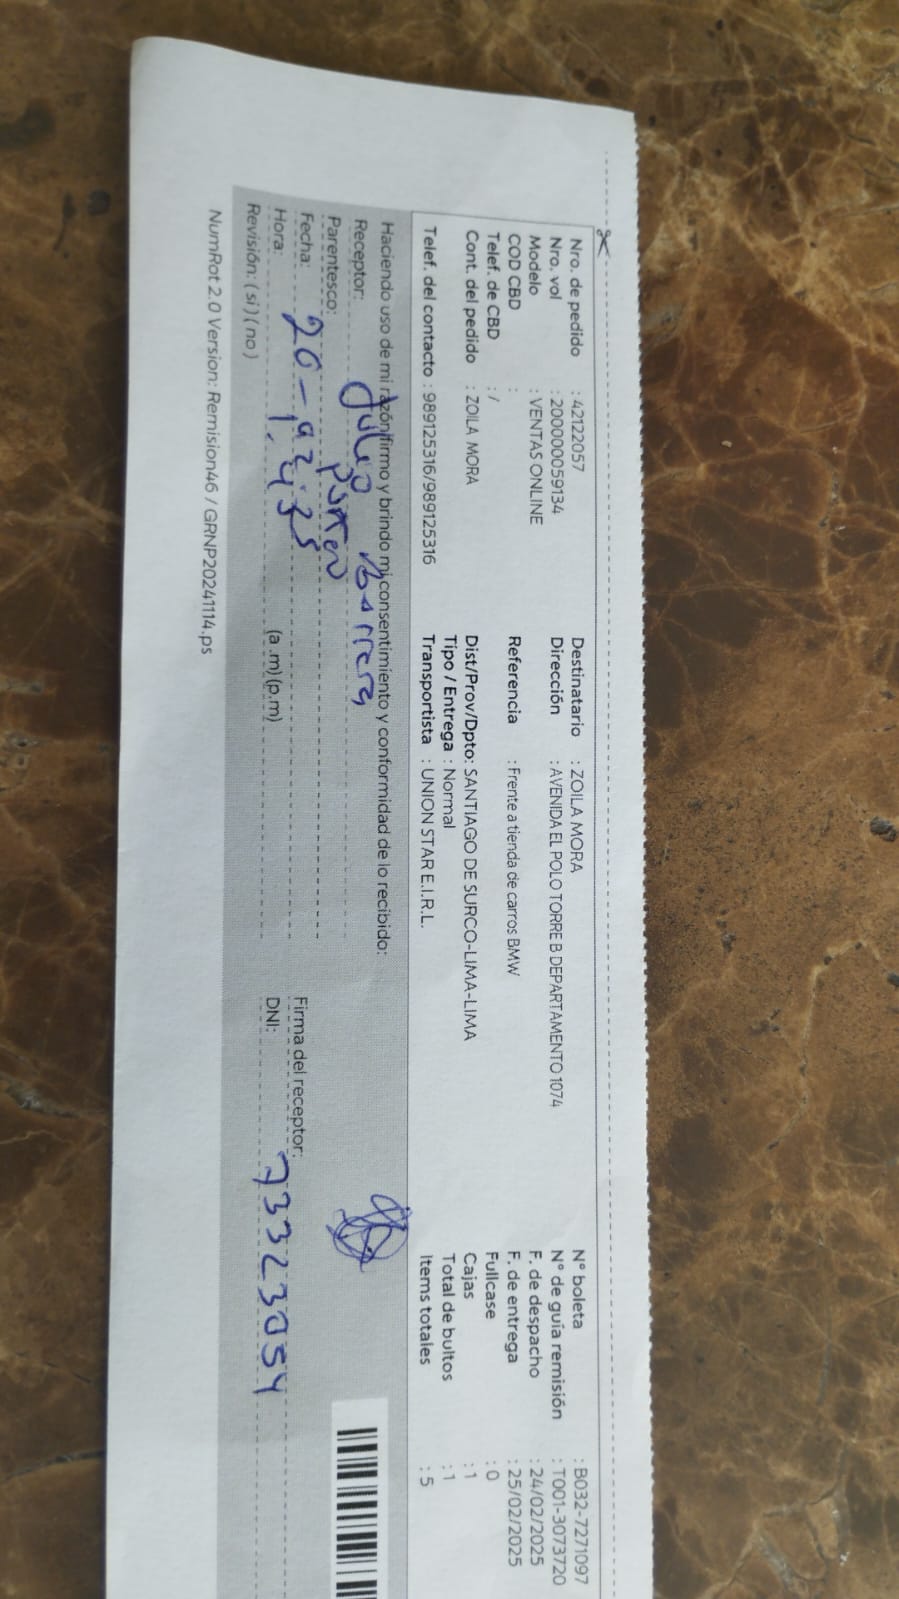 Nro. de pedido : 42122057
Nro. vol : 200000059134
Modelo : VENTAS ONLINE
COD CBD :
Telef. de CBD : /
Cont. del pedido : ZOILA MORA
Telef. del contacto : 989125316/989125316
Destinatario : ZOILA MORA
Dirección : AVENIDA EL POLO TORRE B DEPARTAMENTO 1074
Referencia : Frente a tienda de carros BMW
Dist/Prov/Dpto: SANTIAGO DE SURCO-LIMA-LIMA
Tipo / Entrega : Normal
Transportista : UNION STAR E.I.R.L.
N° boleta : B032-7271097
N° de guía remisión : T001-3073720
F. de despacho : 24/02/2025
F. de entrega : 25/02/2025
Fullcase : 0
Cajas : 1
Total de bultos : 1
Items totales : 5
Haciendo uso de mi razón firmo y brindo mi consentimiento y conformidad de lo recibido:
Receptor: Julio Barrera
Parentesco:
Fecha:
Hora: 1.43 (a.m)(p.m)
Revisión: (si)(no)
Firma del receptor:
DNI: 73323054
NumRot 2.0 Version: Remision46 / GRNP20241114.ps